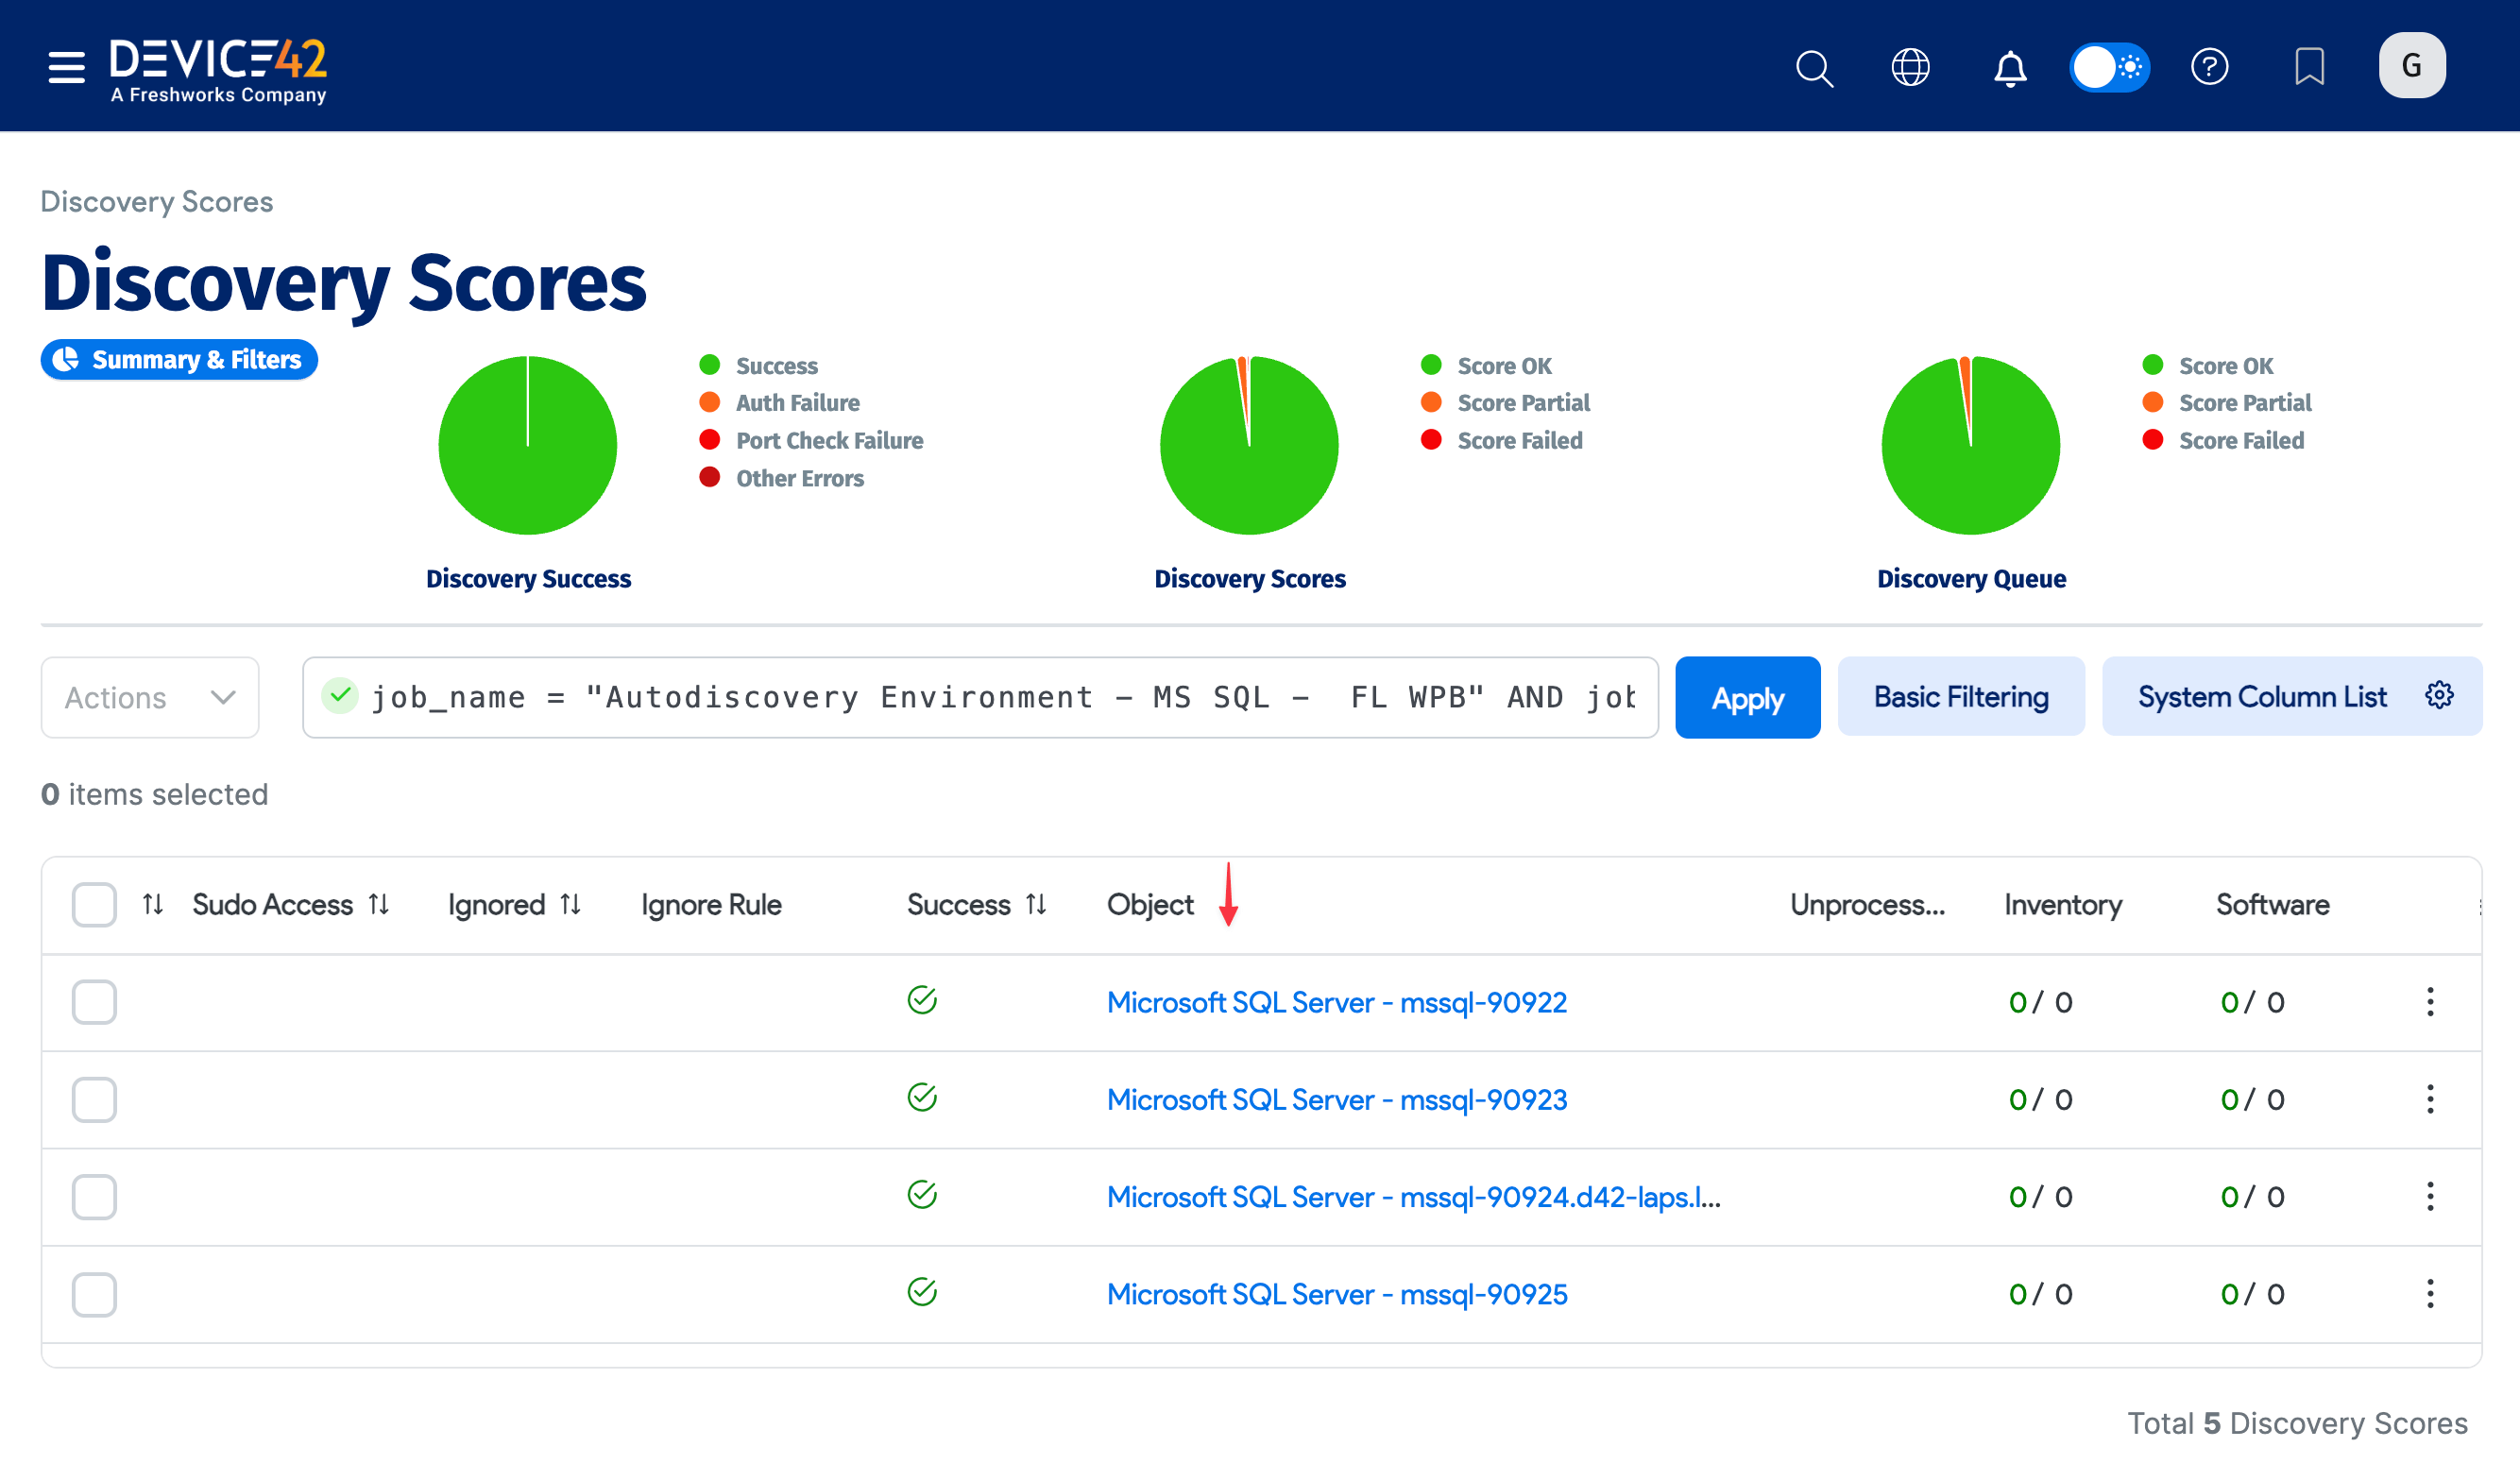 DEVICE42
A Freshworks Company
G
Discovery Scores
Discovery Scores
Summary & Filters
Success
Auth Failure
Port Check Failure
Other Errors
Discovery Success
Score OK
Score Partial
Score Failed
Discovery Scores
Score OK
Score Partial
Score Failed
Discovery Queue
Actions
job_name = "Autodiscovery Environment – MS SQL –  FL WPB" AND job
Apply
Basic Filtering
System Column List
0 items selected
Sudo Access Ignored Ignore Rule Success Object Unprocess... Inventory Software
Microsoft SQL Server - mssql-90922 0 / 0 0 / 0
Microsoft SQL Server - mssql-90923 0 / 0 0 / 0
Microsoft SQL Server - mssql-90924.d42-laps.l... 0 / 0 0 / 0
Microsoft SQL Server - mssql-90925 0 / 0 0 / 0
Total 5 Discovery Scores